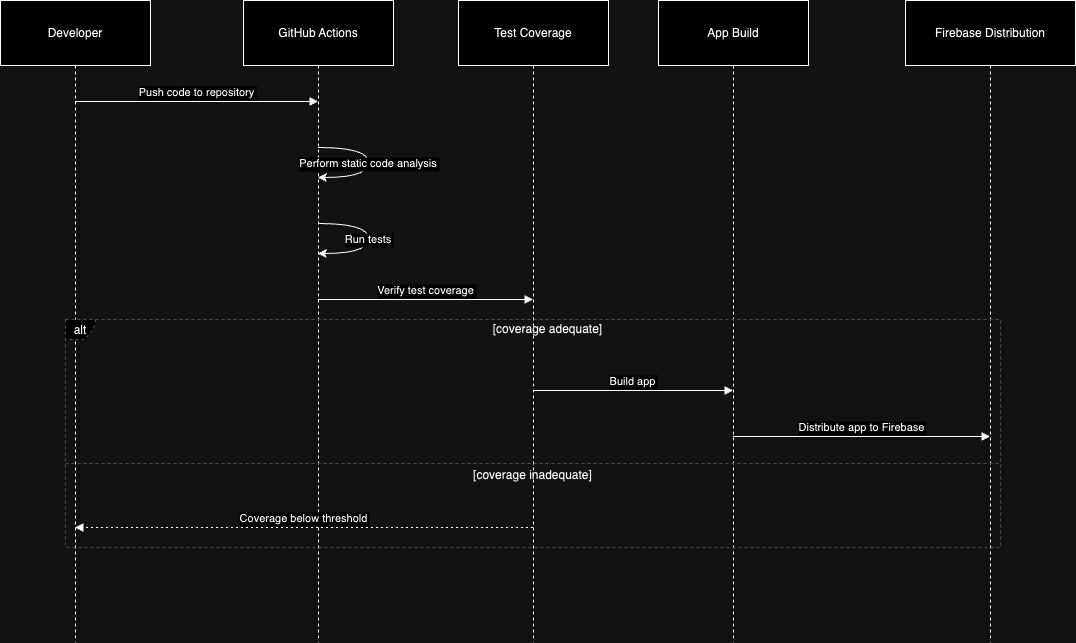 Developer
GitHub Actions
Test Coverage
App Build
Firebase Distribution
Push code to repository
Perform static code analysis
Run tests
Verify test coverage
alt
[coverage adequate]
Build app
Distribute app to Firebase
[coverage inadequate]
Coverage below threshold